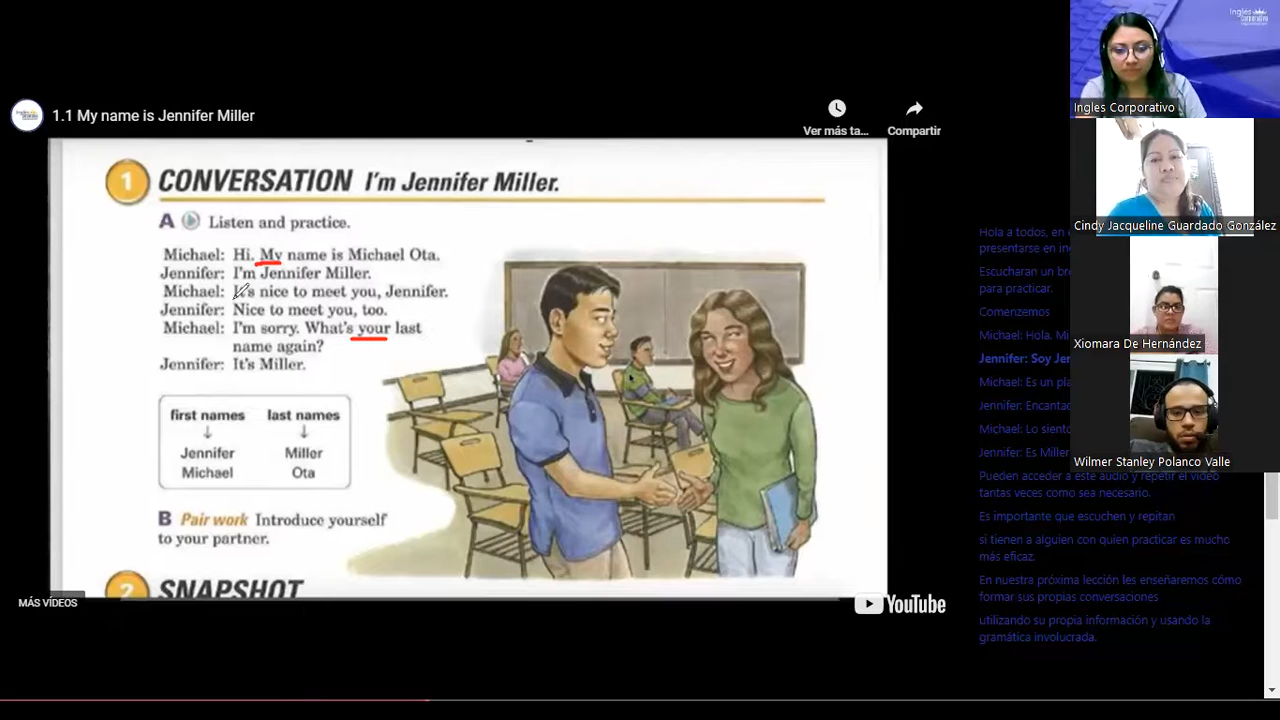 1.1 My name is Jennifer Miller
Ver más ta...
Compartir
1 CONVERSATION I'm Jennifer Miller.
A Listen and practice.
Michael: Hi. My name is Michael Ota.
Jennifer: I'm Jennifer Miller.
Michael: It's nice to meet you, Jennifer.
Jennifer: Nice to meet you, too.
Michael: I'm sorry. What's your last
name again?
Jennifer: It's Miller.
first names last names
Jennifer Miller
Michael Ota
B Pair work Introduce yourself
to your partner.
2 SNAPSHOT
MÁS VÍDEOS
YouTube
Hola a todos, en
presentarse en in
Escucharan un br
para practicar.
Comenzemos
Michael: Hola. Mi
Jennifer: Soy Jer
Michael: Es un pla
Jennifer: Encantad
Michael: Lo siento
Jennifer: Es Miller
Pueden acceder a este audio y repetir el video
tantas veces como sea necesario.
Es importante que escuchen y repitan
si tienen a alguien con quien practicar es mucho
más eficaz.
En nuestra próxima lección les enseñaremos cómo
formar sus propias conversaciones
utilizando su propia información y usando la
gramática involucrada.
Ingles
Corporativo
Ingles Corporativo
Cindy Jacqueline Guardado González
Xiomara De Hernández
Wilmer Stanley Polanco Valle